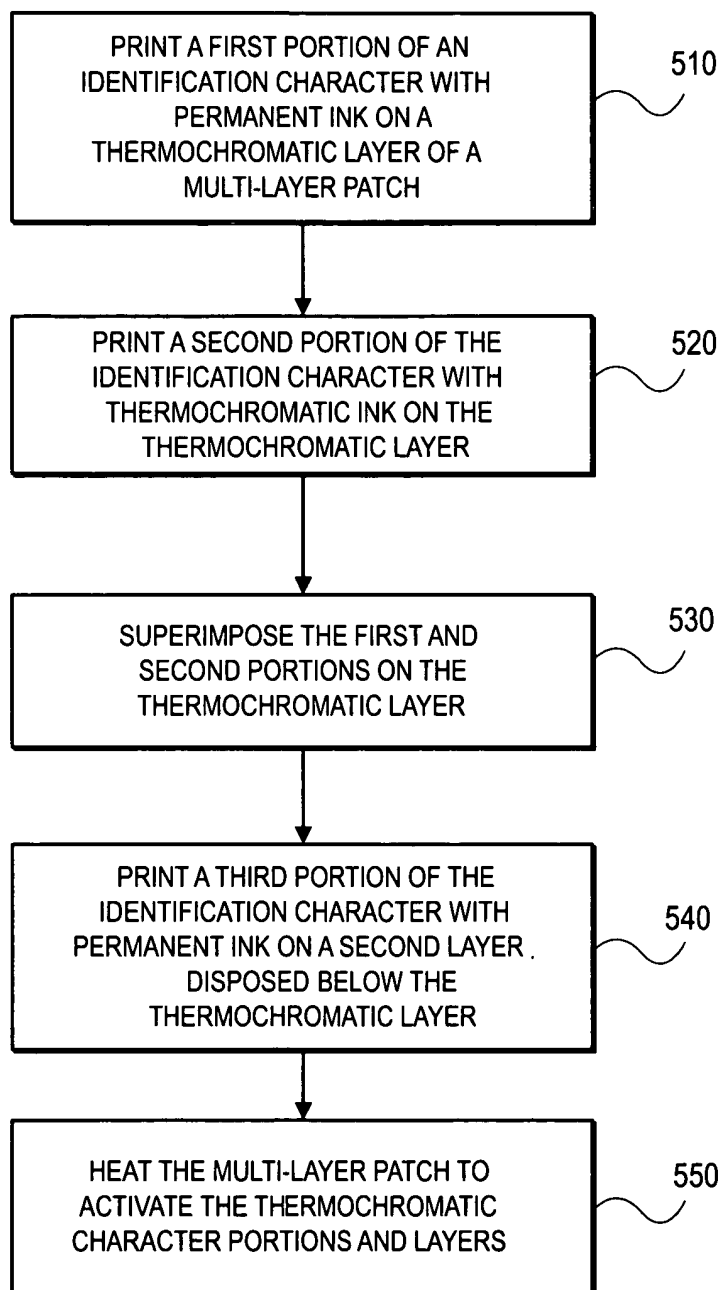 PRINT A FIRST PORTION OF AN
IDENTIFICATION CHARACTER WITH
PERMANENT INK ON A
THERMOCHROMATIC LAYER OF A
MULTI-LAYER PATCH
510
PRINT A SECOND PORTION OF THE
IDENTIFICATION CHARACTER WITH
THERMOCHROMATIC INK ON THE
THERMOCHROMATIC LAYER
520
SUPERIMPOSE THE FIRST AND
SECOND PORTIONS ON THE
THERMOCHROMATIC LAYER
530
PRINT A THIRD PORTION OF THE
IDENTIFICATION CHARACTER WITH
PERMANENT INK ON A SECOND LAYER
DISPOSED BELOW THE
THERMOCHROMATIC LAYER
540
HEAT THE MULTI-LAYER PATCH TO
ACTIVATE THE THERMOCHROMATIC
CHARACTER PORTIONS AND LAYERS
550